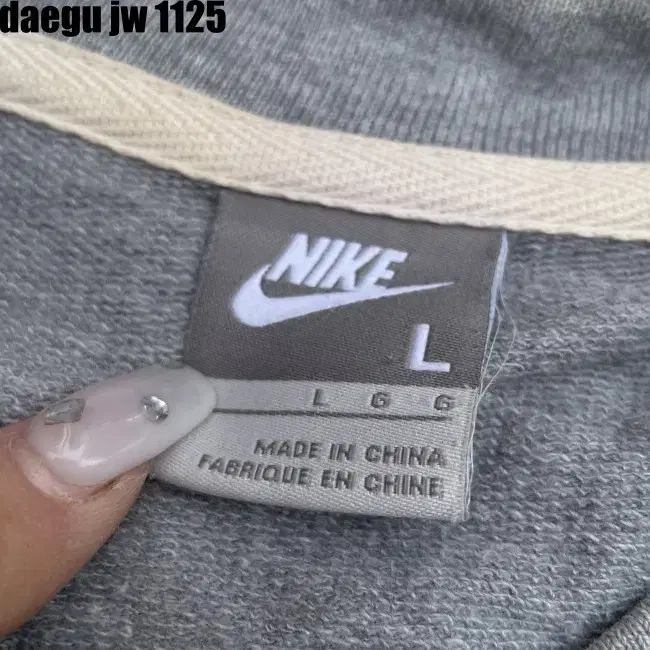 daegu jw 1125
NIKE
L
L G G
MADE IN CHINA
FABRIQUE EN CHINE